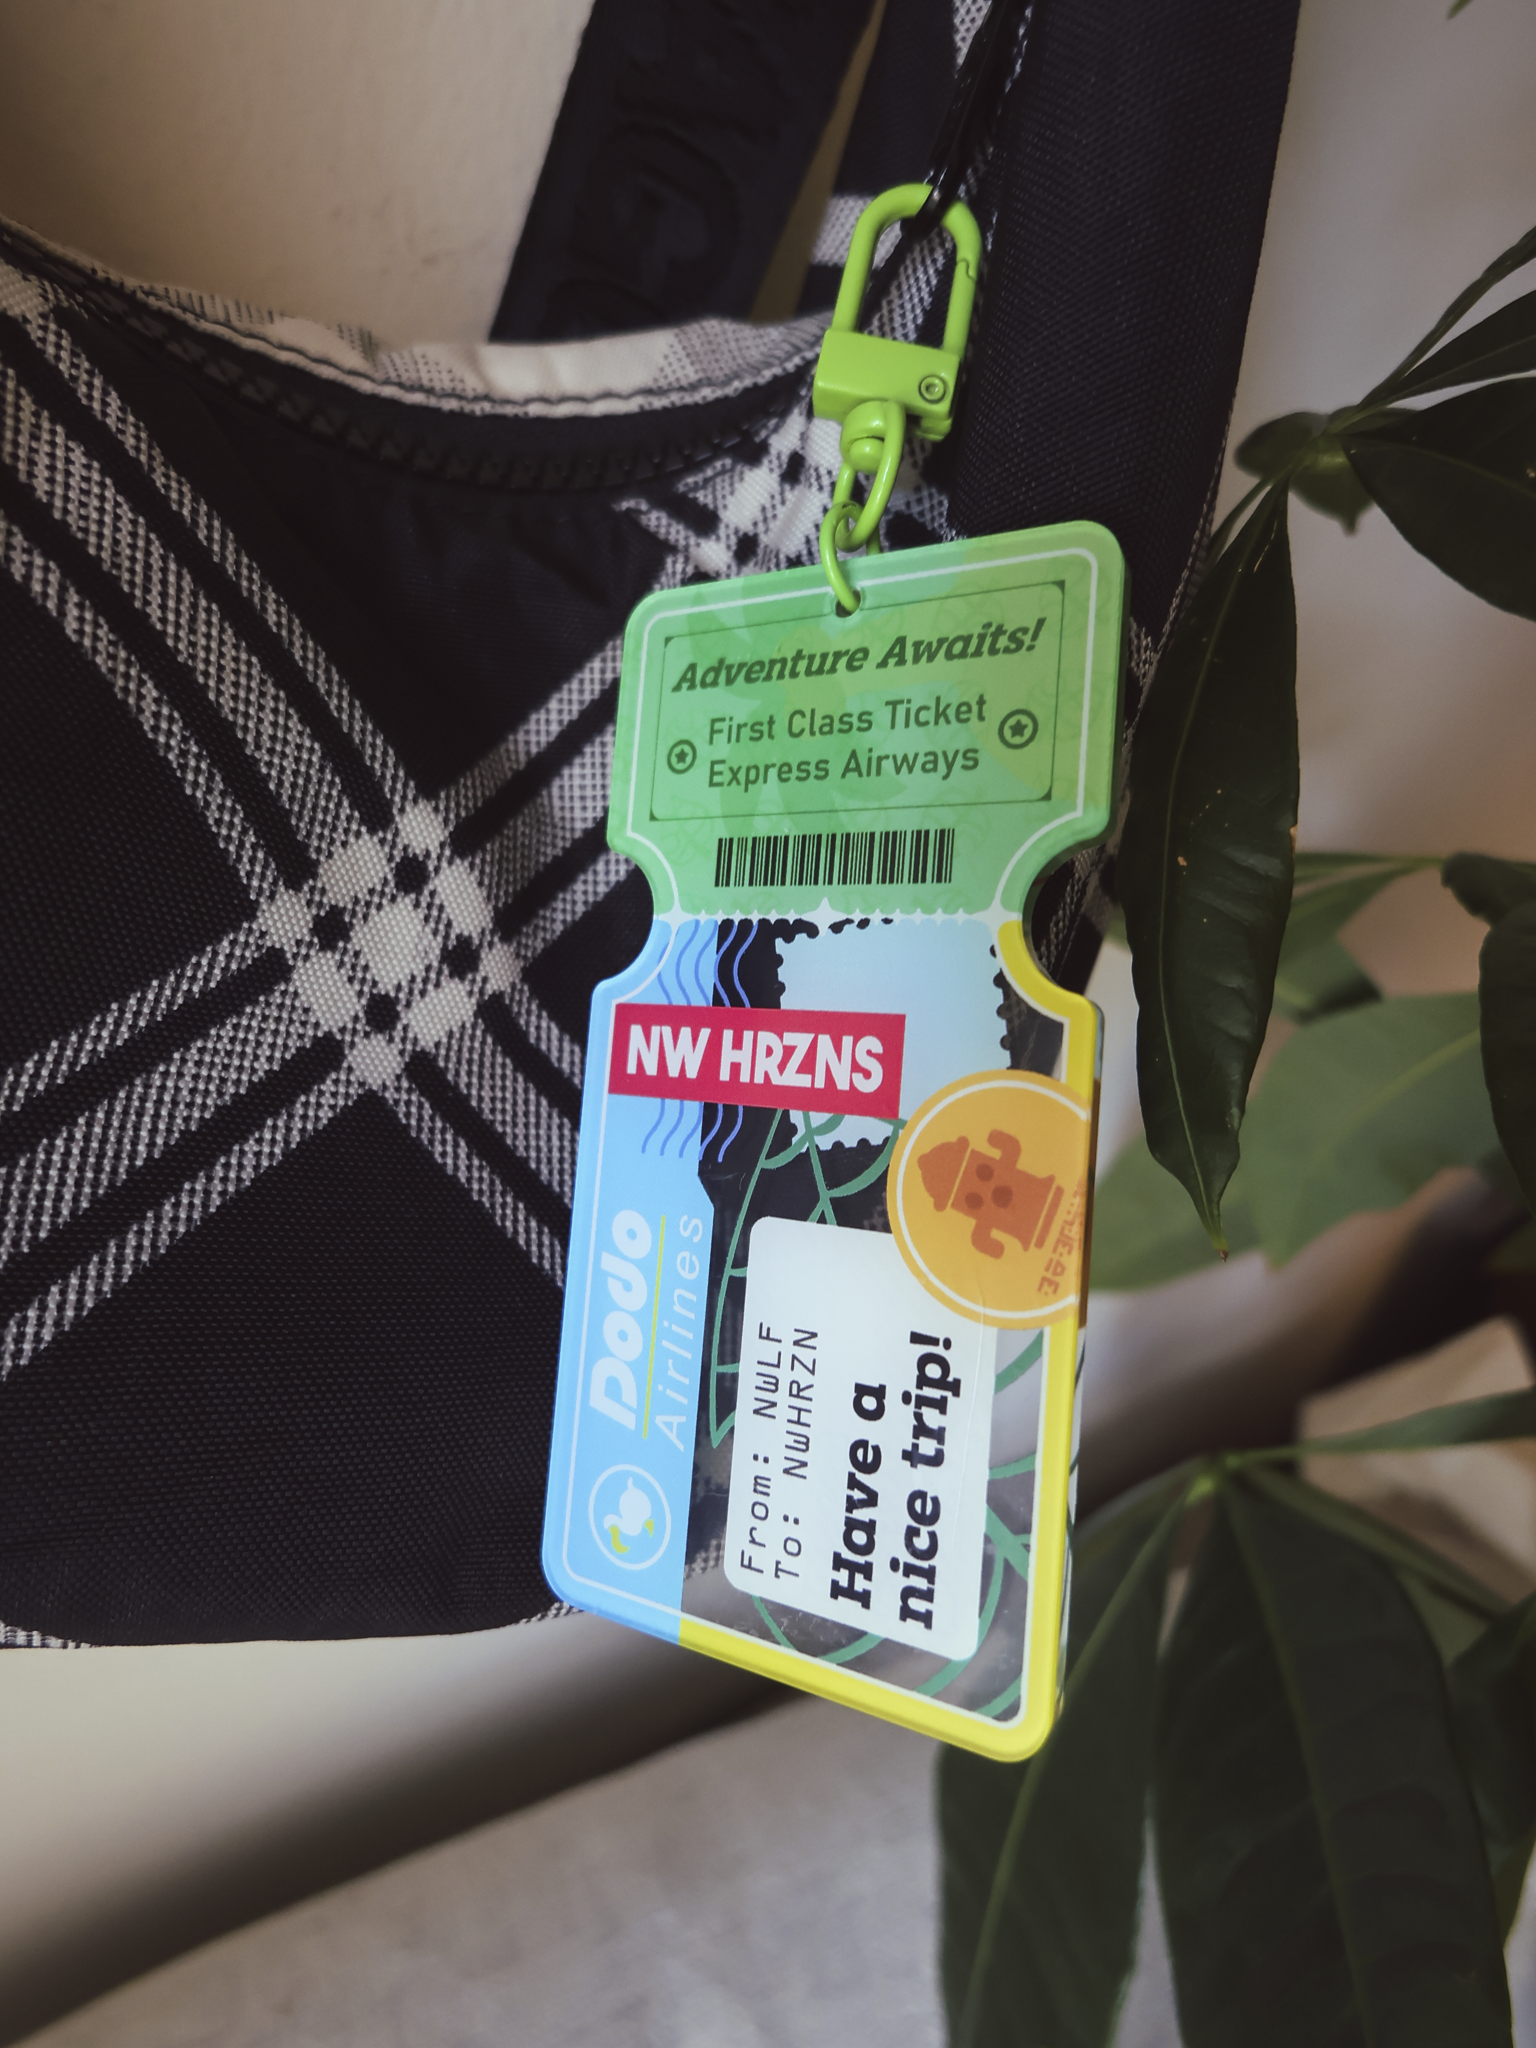 Adventure Awaits!
First Class Ticket
Express Airways
NW HRZNS
Dodo
Airlines
From: NWLF
To: NWHRZN
Have a
nice trip!